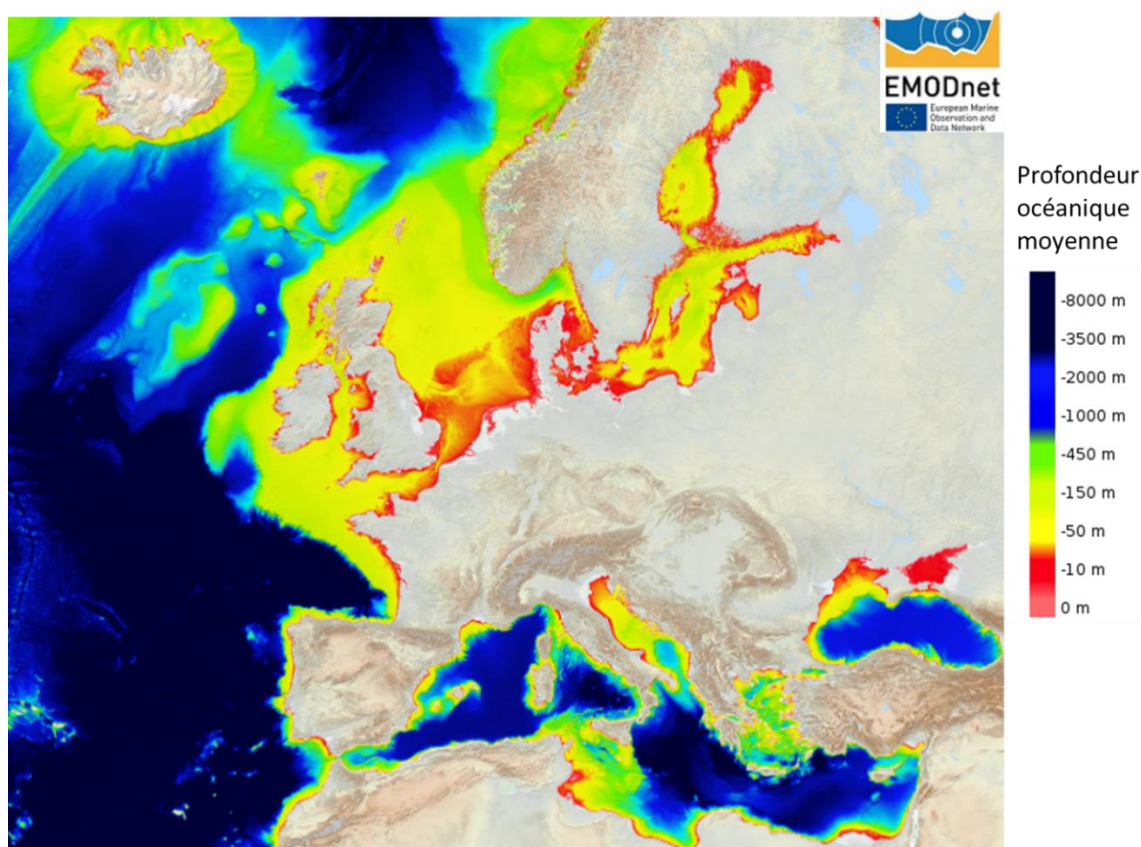 EMODnet
European Marine
Observation and
Data Network
Profondeur
océanique
moyenne
-8000 m
-3500 m
-2000 m
-1000 m
-450 m
-150 m
-50 m
-10 m
0 m